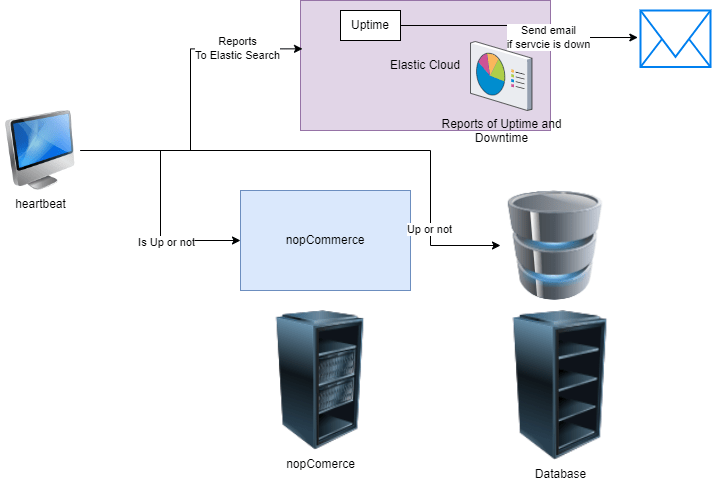 Uptime
Send email
if servcie is down
Reports
To Elastic Search
Elastic Cloud
Reports of Uptime and
Downtime
heartbeat
Is Up or not
nopCommerce
Up or not
nopComerce
Database